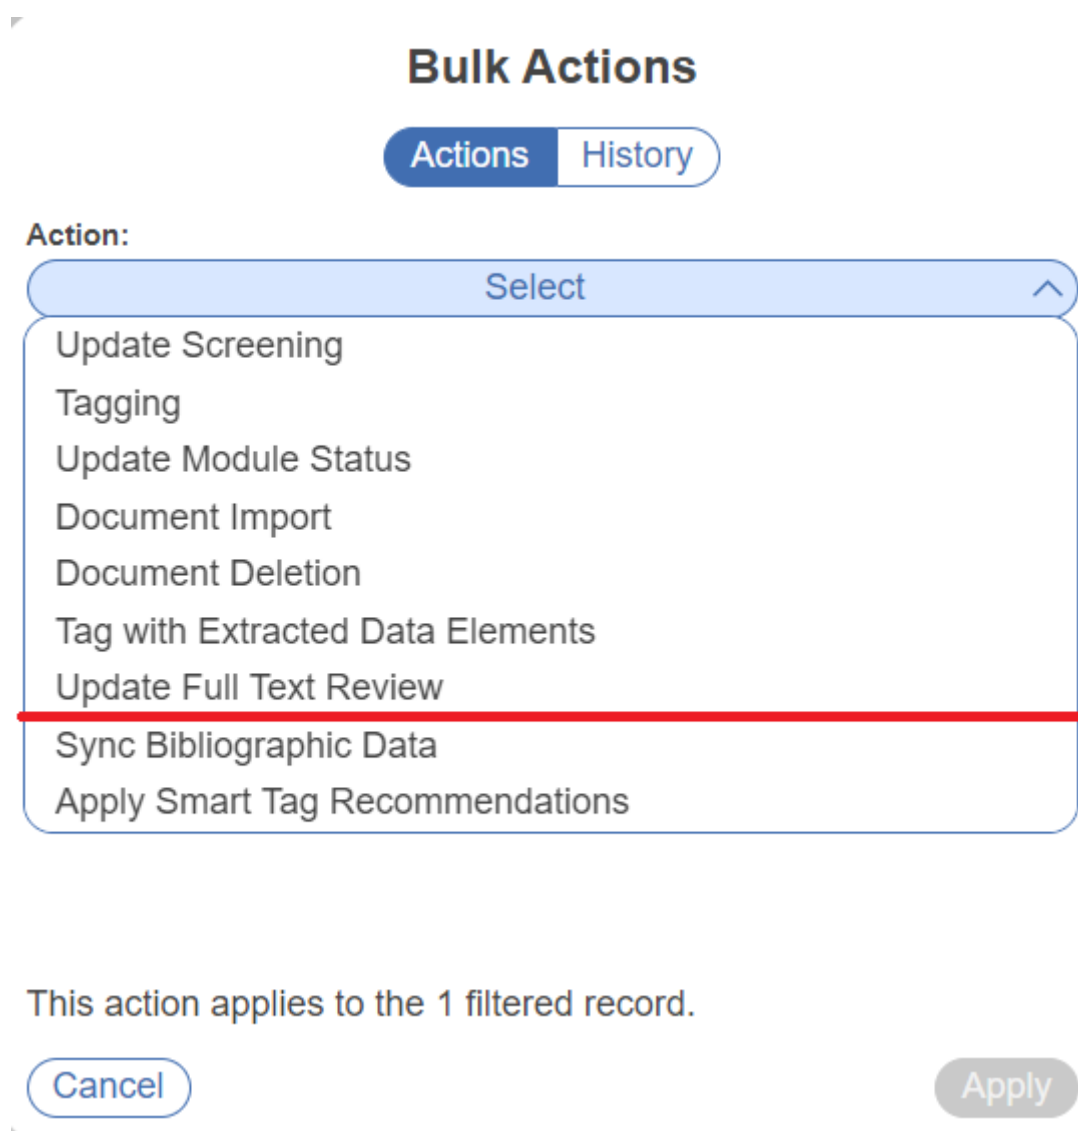 Bulk Actions
Actions History
Action:
Select
Update Screening
Tagging
Update Module Status
Document Import
Document Deletion
Tag with Extracted Data Elements
Update Full Text Review
Sync Bibliographic Data
Apply Smart Tag Recommendations
This action applies to the 1 filtered record.
Cancel Apply